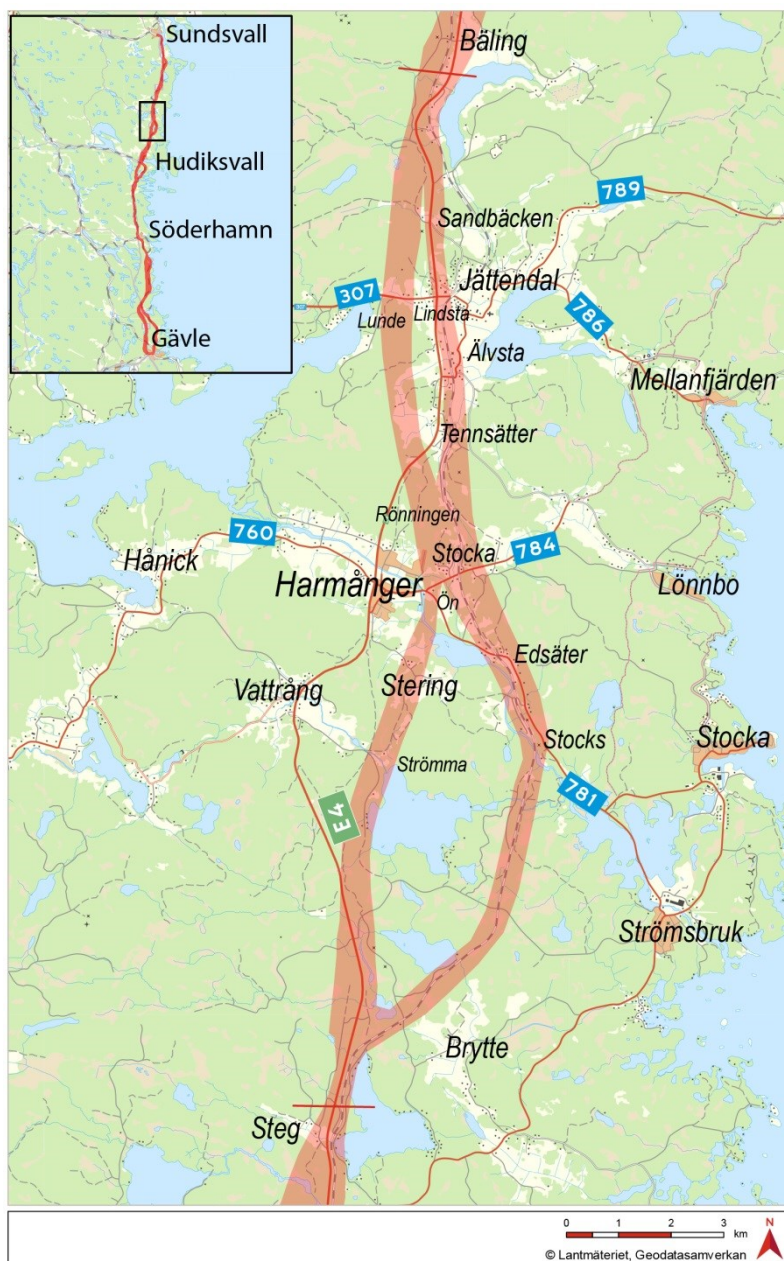 Sundsvall
Hudiksvall
Söderhamn
Gävle
Bäling
789
Sandbäcken
307
Jättendal
Lunde
Lindsta
786
Älvsta
Mellanfjärden
Tennsätter
Rönningen
760
Stocka
784
Hånick
Harmånger
Lönnbo
Ön
Edsäter
Vattrång
Stering
Stocks
Stocka
Strömma
781
E4
Strömsbruk
Brytte
Steg
0 1 2 3
km
N
© Lantmäteriet, Geodatasamverkan